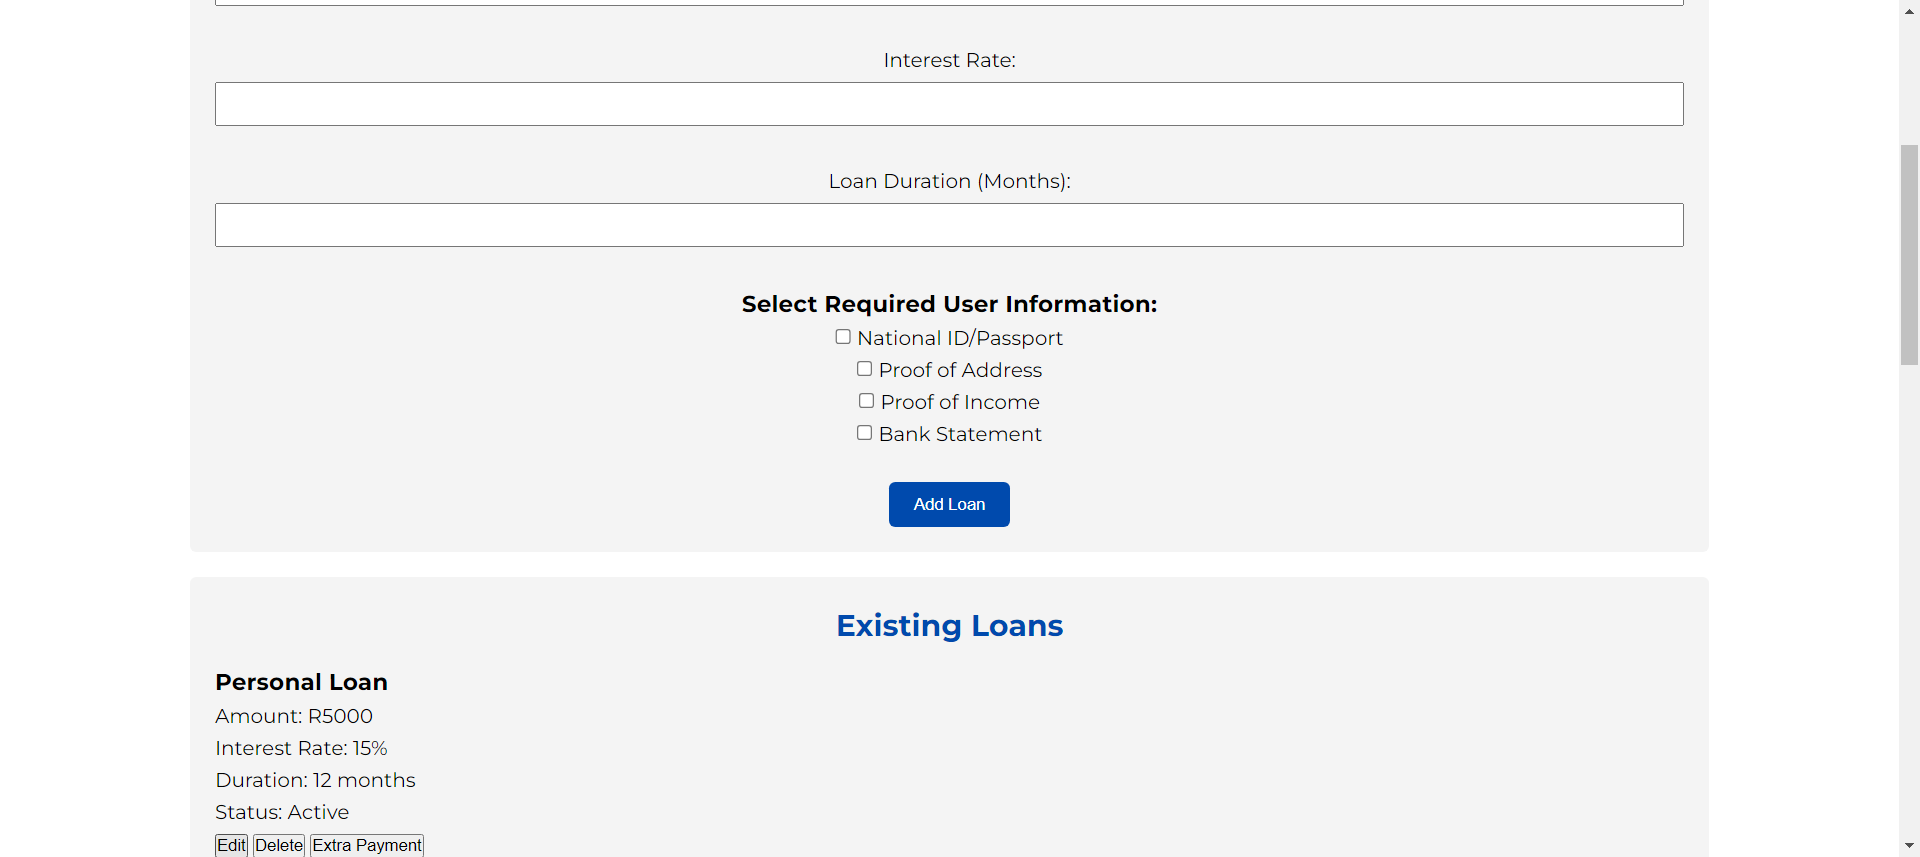 Interest Rate:
Loan Duration (Months):
Select Required User Information:
National ID/Passport
Proof of Address
Proof of Income
Bank Statement
Add Loan
Existing Loans
Personal Loan
Amount: R5000
Interest Rate: 15%
Duration: 12 months
Status: Active
Edit Delete Extra Payment